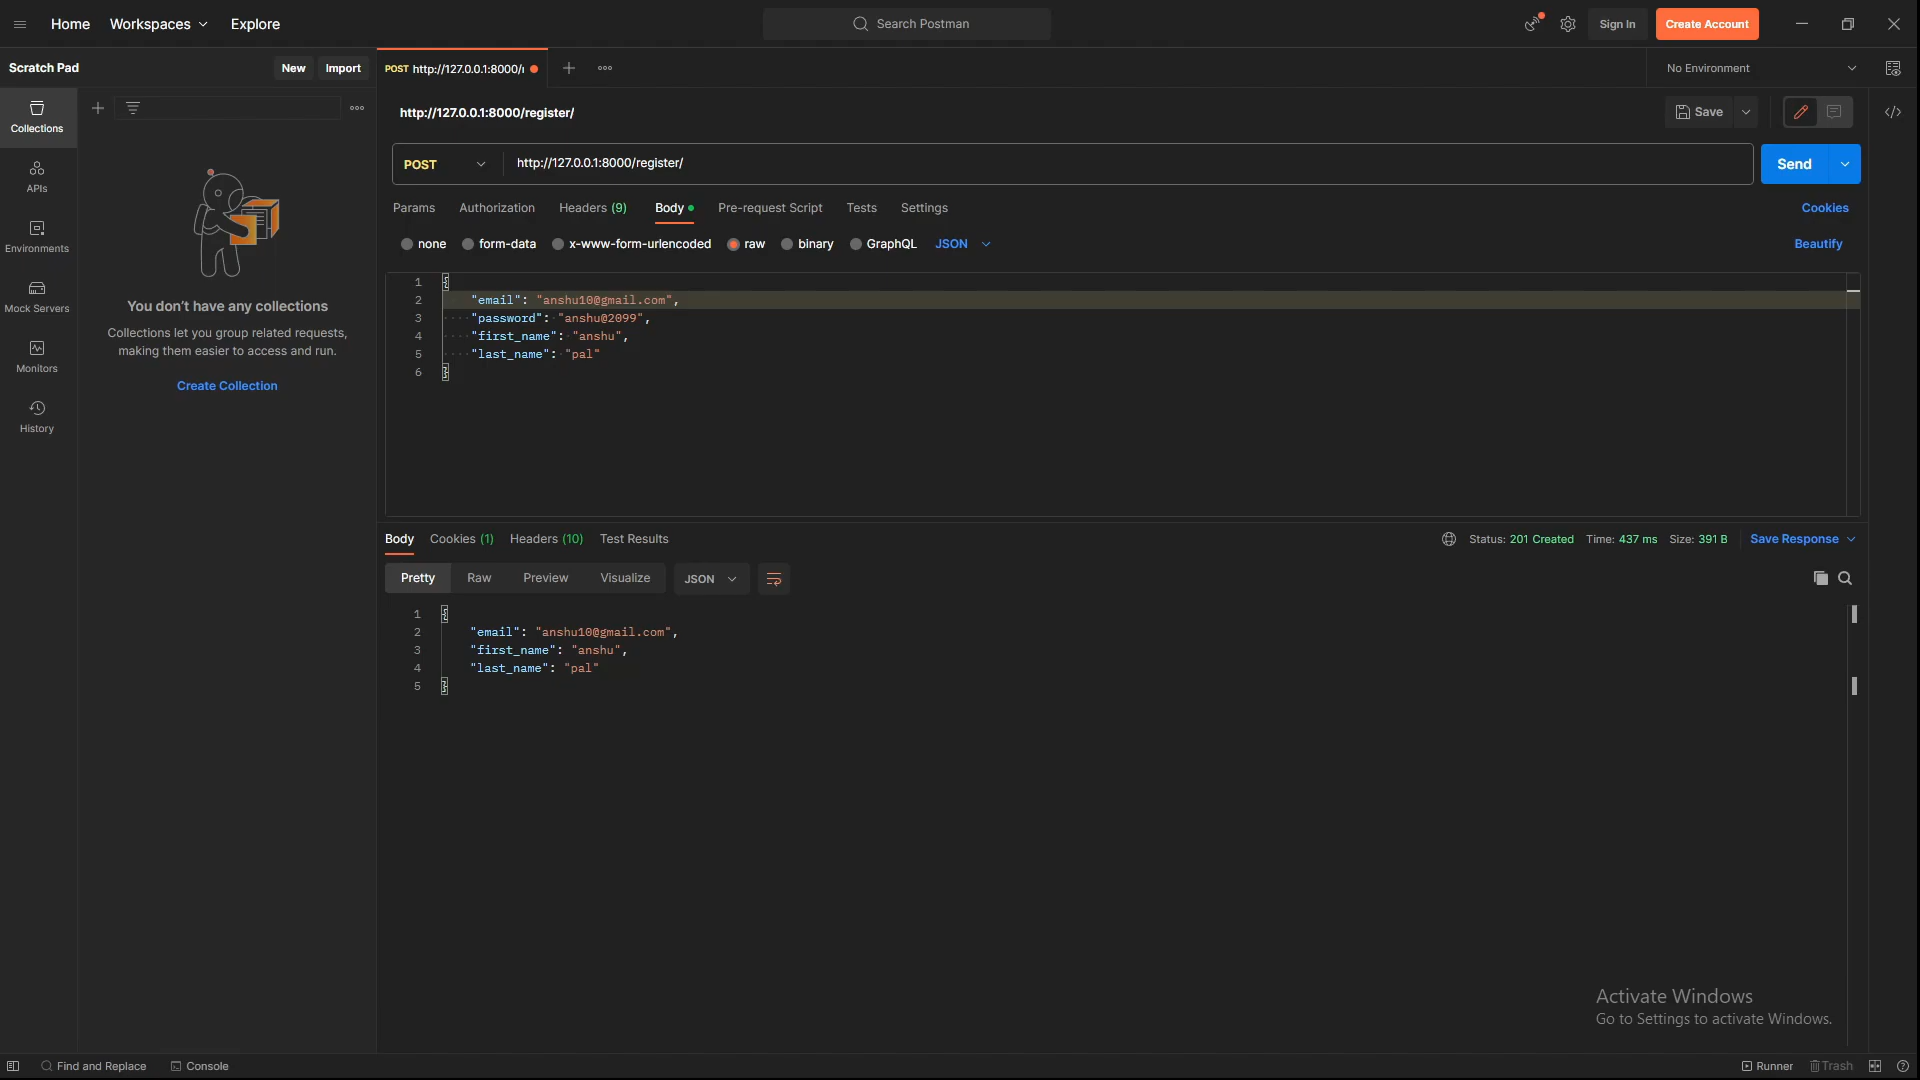 Home Workspaces Explore
Search Postman
Sign In Create Account
Scratch Pad New Import
POST http://127.0.0.1:8000/
No Environment
Collections
APIs
Environments
Mock Servers
Monitors
History
You don't have any collections
Collections let you group related requests,
making them easier to access and run.
Create Collection
http://127.0.0.1:8000/register/
Save
POST http://127.0.0.1:8000/register/
Send
Params Authorization Headers (9) Body Pre-request Script Tests Settings
Cookies
none form-data x-www-form-urlencoded raw binary GraphQL JSON
Beautify
1 {
2 "email": "anshu10@gmail.com",
3 "password": "anshu@2099",
4 "first_name": "anshu",
5 "last_name": "pal"
6 }
Body Cookies (1) Headers (10) Test Results
Status: 201 Created Time: 437 ms Size: 391 B Save Response
Pretty Raw Preview Visualize JSON
1 {
2 "email": "anshu10@gmail.com",
3 "first_name": "anshu",
4 "last_name": "pal"
5 }
Activate Windows
Go to Settings to activate Windows.
Find and Replace Console
Runner Trash